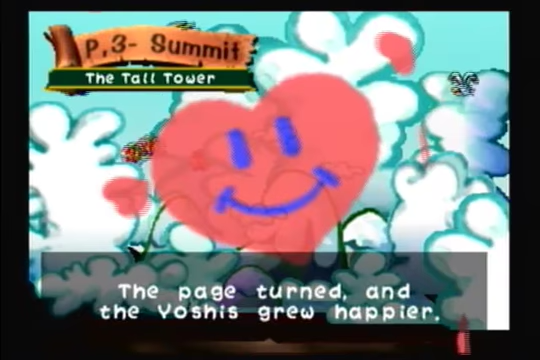 P.3- Summit
The Tall Tower
The page turned, and
the Yoshis grew happier.